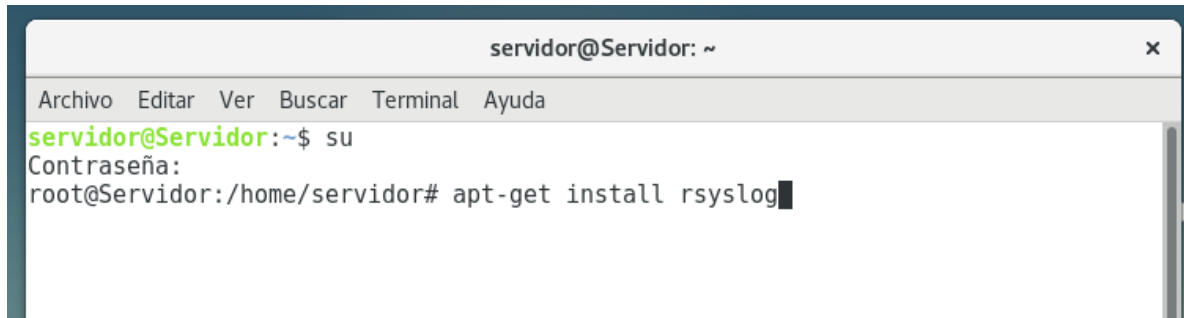 servidor@Servidor: ~ ×
Archivo Editar Ver Buscar Terminal Ayuda
servidor@Servidor:~$ su
Contraseña:
root@Servidor:/home/servidor# apt-get install rsyslog